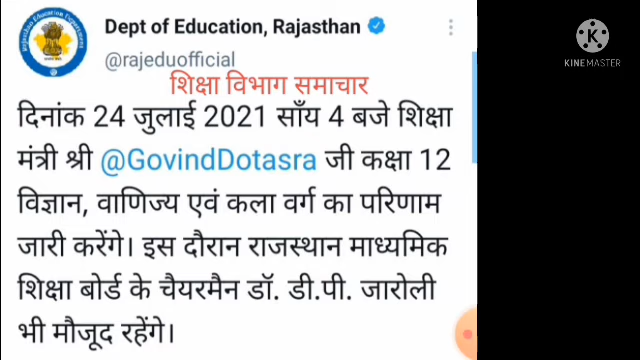 Dept of Education, Rajasthan
@rajeduofficial
शिक्षा विभाग समाचार
दिनांक 24 जुलाई 2021 साँय 4 बजे शिक्षा
मंत्री श्री @GovindDotasra जी कक्षा 12
विज्ञान, वाणिज्य एवं कला वर्ग का परिणाम
जारी करेंगे। इस दौरान राजस्थान माध्यमिक
शिक्षा बोर्ड के चैयरमैन डॉ. डी.पी. जारोली
भी मौजूद रहेंगे।
K
KINEMASTER